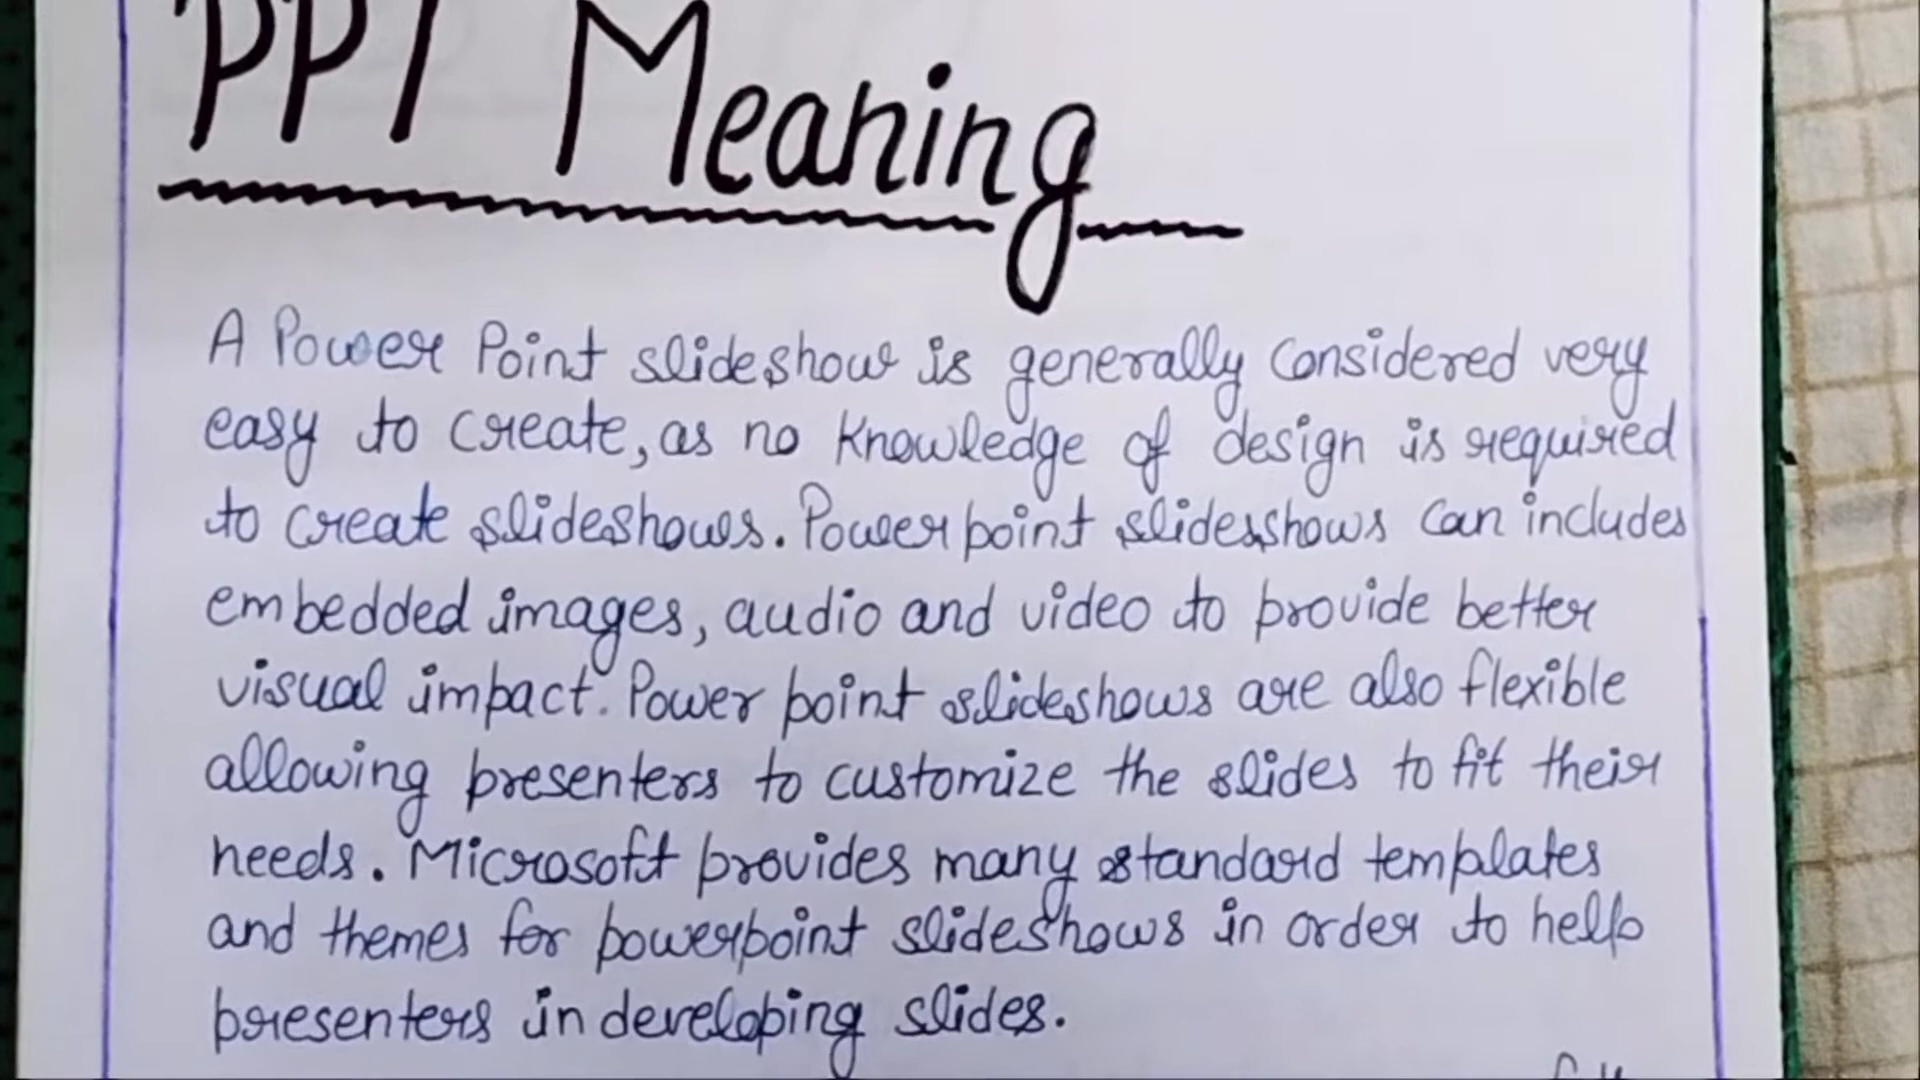 PPT Meaning
A Power Point slideshow is generally considered very
easy to create, as no knowledge of design is required
to create slideshows. Powerpoint slidesshows can includes
embedded images, audio and video to provide better
visual impact. Power point slideshows are also flexible
allowing presenters to customize the slides to fit their
needs. Microsoft provides many standard templates
and themes for powerpoint slideshows in order to help
presenters in developing slides.